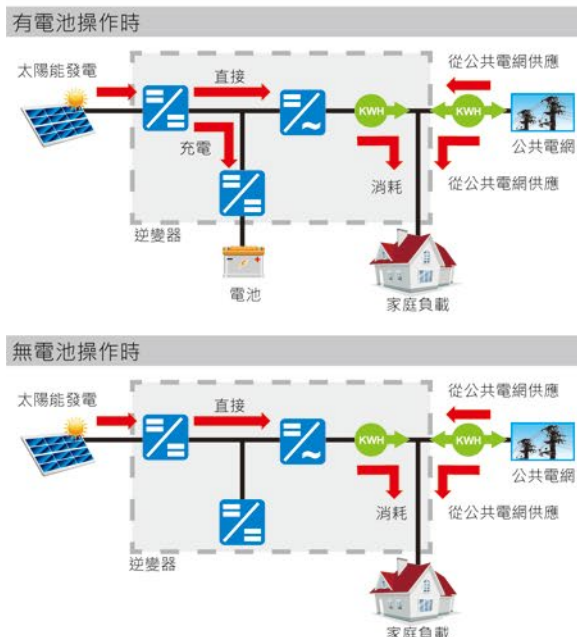 有電池操作時
太陽能發電
直接
從公共電網供應
KWH
KWH
公共電網
充電
消耗
從公共電網供應
逆變器
電池
家庭負載
無電池操作時
太陽能發電
直接
從公共電網供應
KWH
KWH
公共電網
消耗
從公共電網供應
逆變器
家庭負載